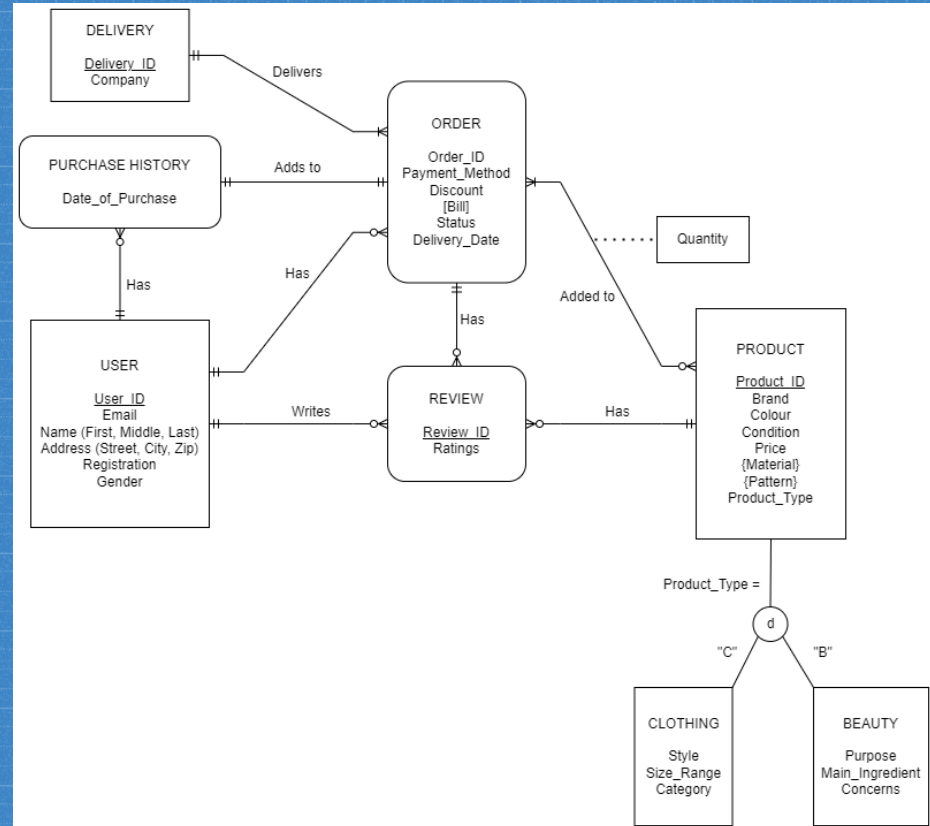 DELIVERY
Delivery_ID
Company
Delivers
ORDER
Order_ID
Payment_Method
Discount
[Bill]
Status
Delivery_Date
PURCHASE HISTORY
Date_of_Purchase
Adds to
Quantity
Has
Has
Added to
Has
USER
User_ID
Email
Name (First, Middle, Last)
Address (Street, City, Zip)
Registration
Gender
Writes
REVIEW
Review_ID
Ratings
Has
PRODUCT
Product_ID
Brand
Colour
Condition
Price
{Material}
{Pattern}
Product_Type
Product_Type =
d
"C"
"B"
CLOTHING
Style
Size_Range
Category
BEAUTY
Purpose
Main_Ingredient
Concerns